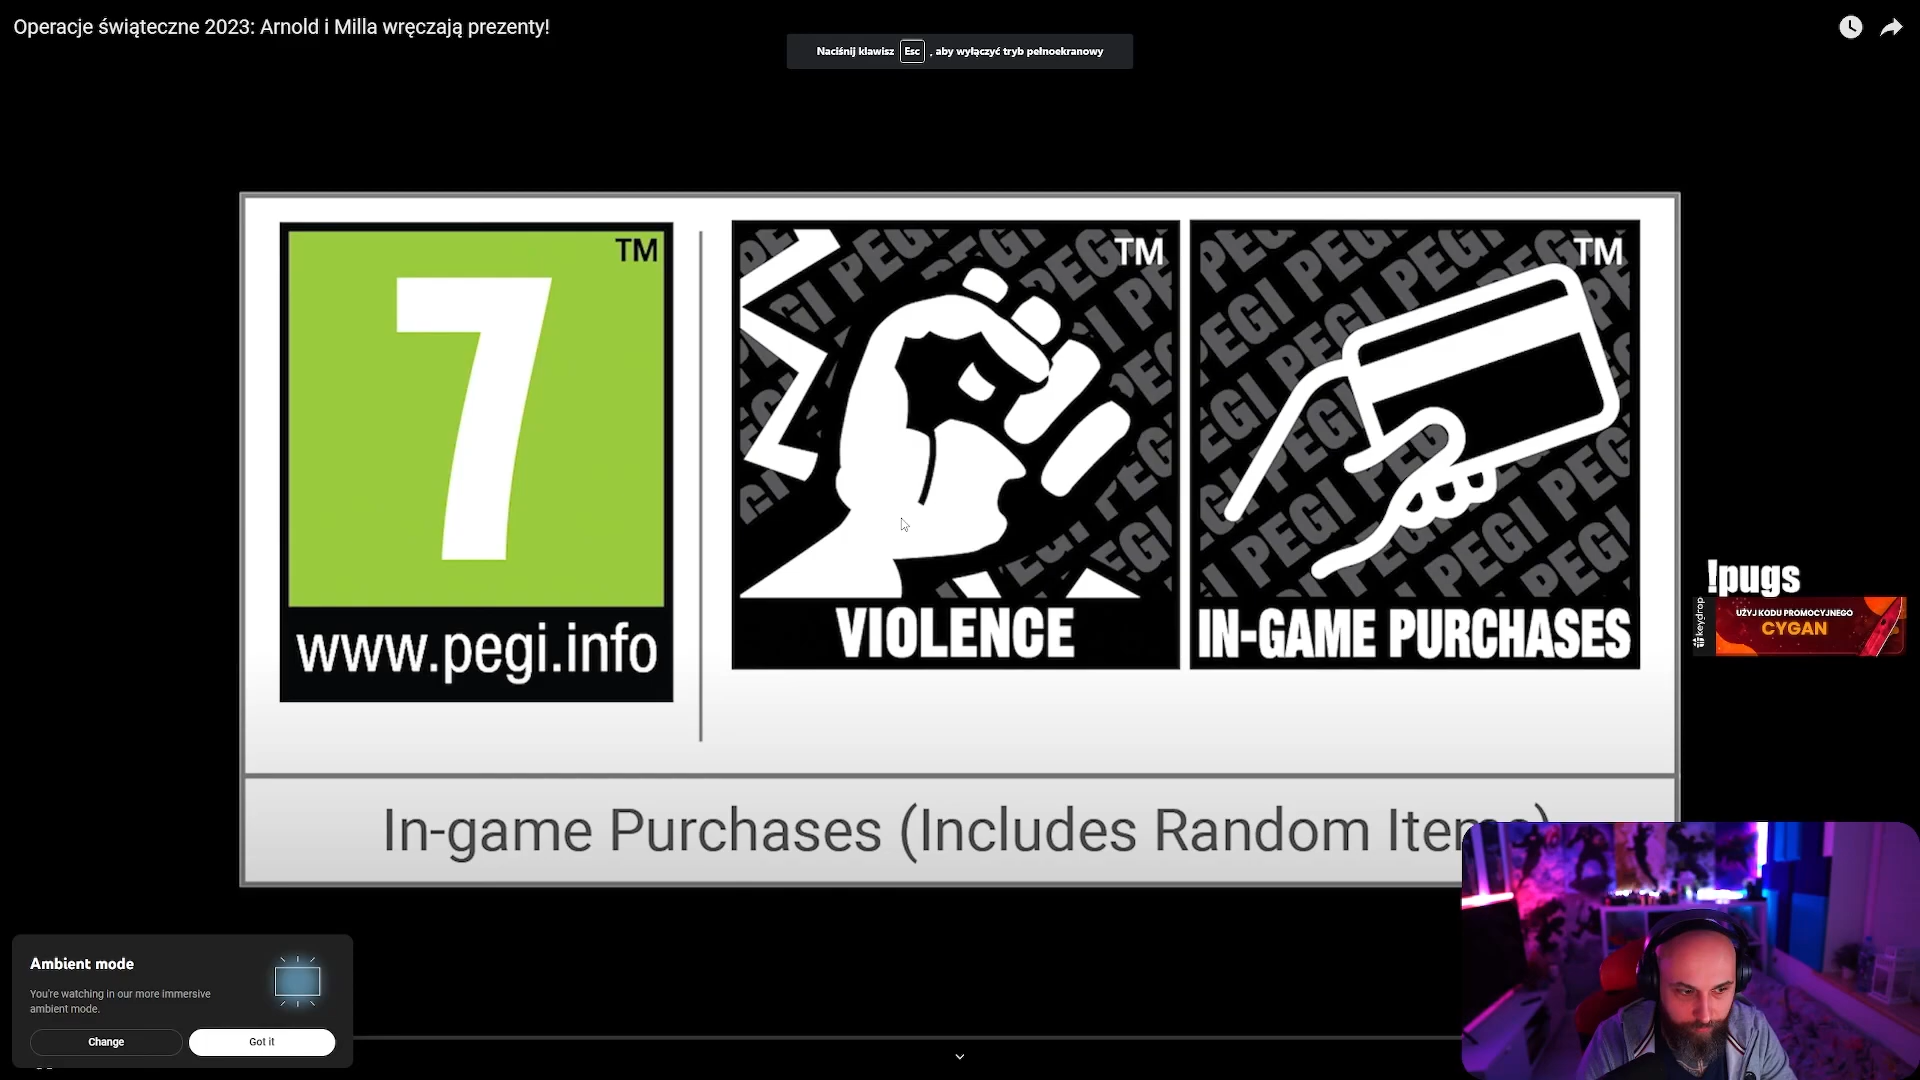 Operacje świąteczne 2023: Arnold i Milla wręczają prezenty!
Naciśnij klawisz Esc , aby wyłączyć tryb pełnoekranowy
7
TM
www.pegi.info
TM
VIOLENCE
TM
IN-GAME PURCHASES
In-game Purchases (Includes Random Items)
!pugs
keydrop
UŻYJ KODU PROMOCYJNEGO
CYGAN
Ambient mode
You're watching in our more immersive
ambient mode.
Change
Got it